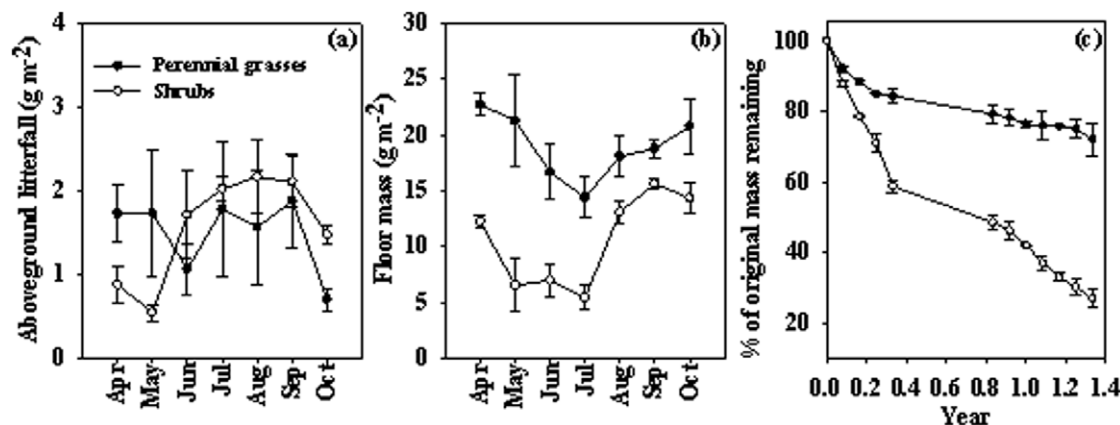 Aboveground litterfall (g m-2)
4
3
2
1
0
(a)
Perennial grasses
Shrubs
Apr
May
Jun
Jul
Aug
Sep
Oct
Floor mass (g m-2)
30
25
20
15
10
5
0
(b)
Apr
May
Jun
Jul
Aug
Sep
Oct
% of original mass remaining
100
80
60
40
20
(c)
0.0 0.2 0.4 0.6 0.8 1.0 1.2 1.4
Year